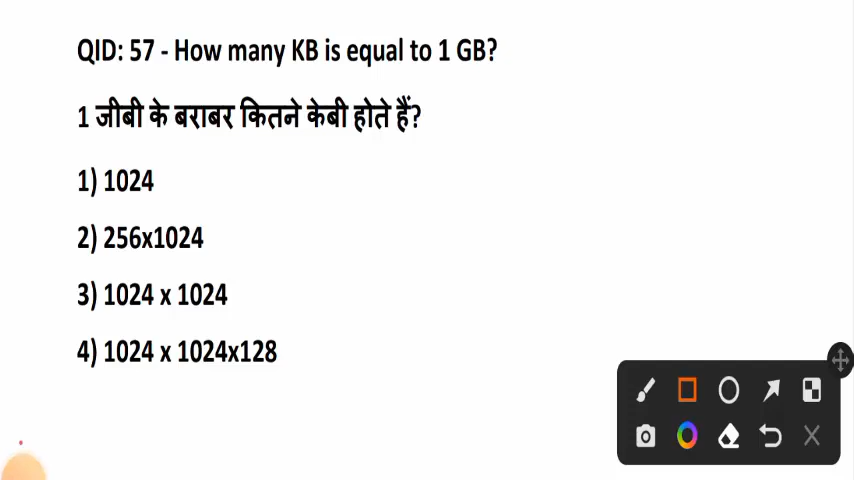 QID: 57 - How many KB is equal to 1 GB?
1 जीबी के बराबर कितने केबी होते हैं?
1) 1024
2) 256x1024
3) 1024 x 1024
4) 1024 x 1024x128